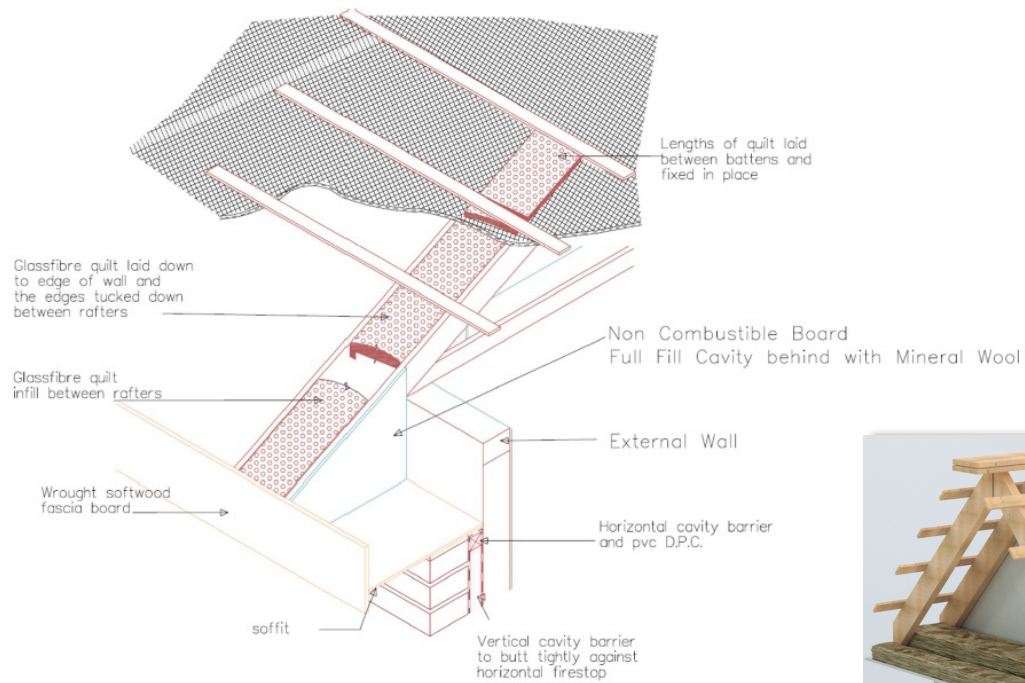 Lengths of quilt laid
between battens and
fixed in place
Glassfibre quilt laid down
to edge of wall and
the edges tucked down
between rafters
Non Combustible Board
Full Fill Cavity behind with Mineral Wool
Glassfibre quilt
infill between rafters
External Wall
Wrought softwood
fascia board
Horizontal cavity barrier
and pvc D.P.C.
soffit
Vertical cavity barrier
to butt tightly against
horizontal firestop